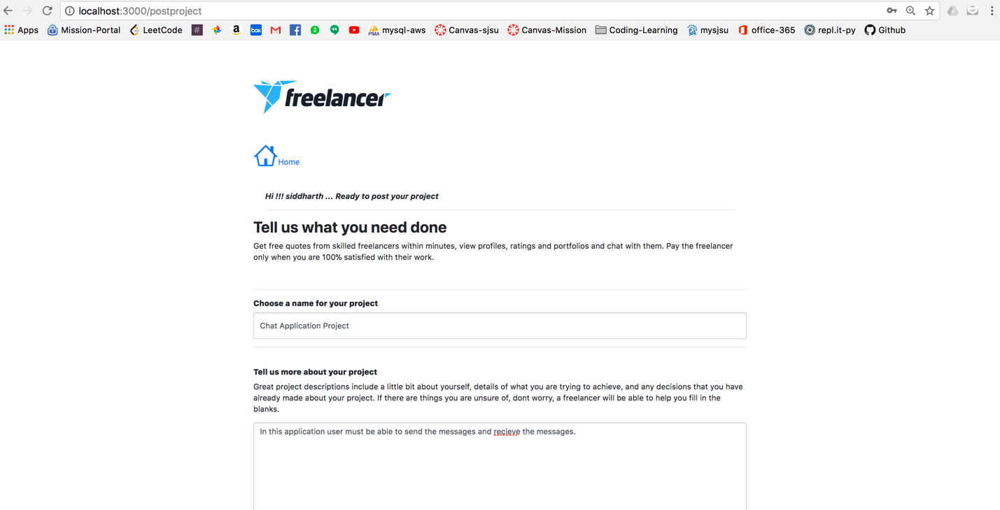 localhost:3000/postproject
Apps Mission-Portal LeetCode # a box 2 PMA mysql-aws Canvas-sjsu Canvas-Mission Coding-Learning mysjsu office-365 repl.it-py Github
freelancer
Home
Hi !!! siddharth ... Ready to post your project
Tell us what you need done
Get free quotes from skilled freelancers within minutes, view profiles, ratings and portfolios and chat with them. Pay the freelancer
only when you are 100% satisfied with their work.
Choose a name for your project
Chat Application Project
Tell us more about your project
Great project descriptions include a little bit about yourself, details of what you are trying to achieve, and any decisions that you have
already made about your project. If there are things you are unsure of, dont worry, a freelancer will be able to help you fill in the
blanks.
In this application user must be able to send the messages and recieve the messages.